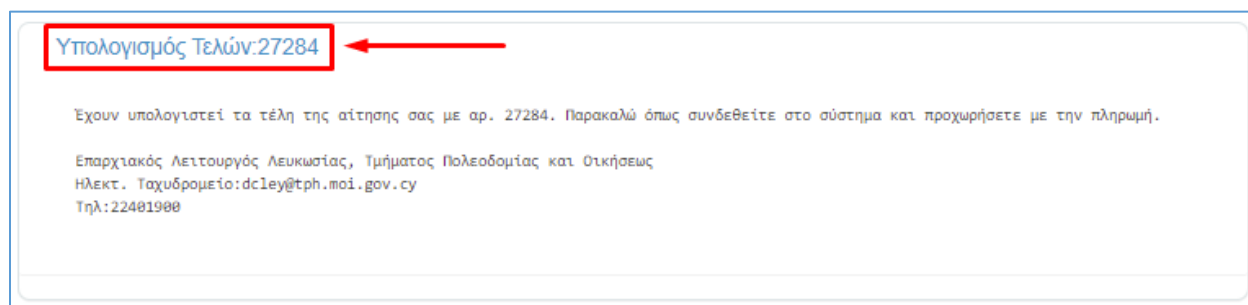 Υπολογισμός Τελών:27284
Έχουν υπολογιστεί τα τέλη της αίτησης σας με αρ. 27284. Παρακαλώ όπως συνδεθείτε στο σύστημα και προχωρήσετε με την πληρωμή.
Επαρχιακός Λειτουργός Λευκωσίας, Τμήματος Πολεοδομίας και Οικήσεως
Ηλεκτ. Ταχυδρομείο:dcley@tph.moi.gov.cy
Τηλ:22401900